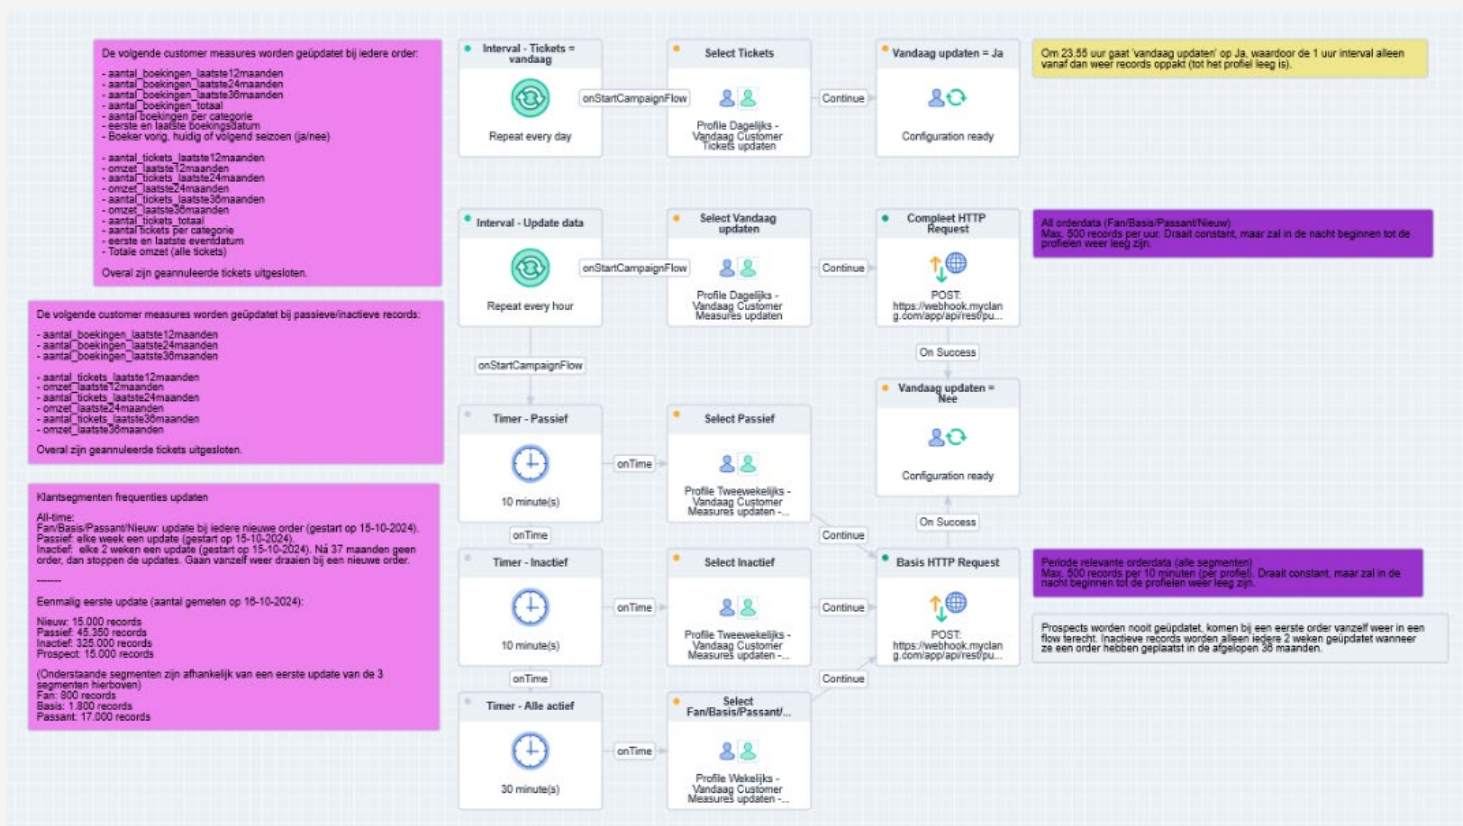 De volgende customer measures worden geüpdatet bij iedere order:
- aantal_boekingen_laatste12maanden
- aantal_boekingen_laatste24maanden
- aantal_boekingen_laatste36maanden
- aantal_boekingen_totaal
- aantal boekingen per categorie
- eerste en laatste boekingsdatum
- Boeker vorig, huidig of volgend seizoen (ja/nee)
- aantal_tickets_laatste12maanden
- omzet_laatste12maanden
- aantal_tickets_laatste24maanden
- omzet_laatste24maanden
- aantal_tickets_laatste36maanden
- omzet_laatste36maanden
- aantal_tickets_totaal
- aantal tickets per categorie
- eerste en laatste eventdatum
- Totale omzet (alle tickets)
Overal zijn geannuleerde tickets uitgesloten.
De volgende customer measures worden geüpdatet bij passieve/inactieve records:
- aantal_boekingen_laatste12maanden
- aantal_boekingen_laatste24maanden
- aantal_boekingen_laatste36maanden
- aantal_tickets_laatste12maanden
- omzet_laatste12maanden
- aantal_tickets_laatste24maanden
- omzet_laatste24maanden
- aantal_tickets_laatste36maanden
- omzet_laatste36maanden
Overal zijn geannuleerde tickets uitgesloten.
Klantsegmenten frequenties updaten
All-time:
Fan/Basis/Passant/Nieuw: update bij iedere nieuwe order (gestart op 15-10-2024).
Passief: elke week een update (gestart op 15-10-2024).
Inactief: elke 2 weken een update (gestart op 15-10-2024). Ná 37 maanden geen
order, dan stoppen de updates. Gaan vanzelf weer draaien bij een nieuwe order.
-------
Eenmalig eerste update (aantal gemeten op 16-10-2024):
Nieuw: 15.000 records
Passief: 45.350 records
Inactief: 325.000 records
Prospect: 15.000 records
(Onderstaande segmenten zijn afhankelijk van een eerste update van de 3
segmenten hierboven)
Fan: 800 records
Basis: 1.800 records
Passant: 17.000 records
Interval - Tickets =
vandaag
Repeat every day
onStartCampaignFlow
Select Tickets
Profile Dagelijks -
Vandaag Customer
Tickets updaten
Continue
Vandaag updaten = Ja
Configuration ready
Om 23.55 uur gaat 'vandaag updaten' op Ja, waardoor de 1 uur interval alleen
vanaf dan weer records oppakt (tot het profiel leeg is).
Interval - Update data
Repeat every hour
onStartCampaignFlow
Select Vandaag
updaten
Profile Dagelijks -
Vandaag Customer
Measures updaten
Continue
Compleet HTTP
Request
POST:
https://webhook.myclan
g.com/app/api/rest/pu...
All orderdata (Fan/Basis/Passant/Nieuw)
Max. 500 records per uur. Draait constant, maar zal in de nacht beginnen tot de
profielen weer leeg zijn.
onStartCampaignFlow
On Success
Vandaag updaten =
Nee
Configuration ready
Timer - Passief
10 minute(s)
onTime
Select Passief
Profile Tweewekelijks -
Vandaag Customer
Measures updaten -...
Continue
On Success
onTime
Timer - Inactief
10 minute(s)
onTime
Select Inactief
Profile Tweewekelijks -
Vandaag Customer
Measures updaten -...
Continue
Basis HTTP Request
POST:
https://webhook.myclan
g.com/app/api/rest/pu...
Periode relevante orderdata (alle segmenten)
Max. 500 records per 10 minuten (per profiel). Draait constant, maar zal in de
nacht beginnen tot de profielen weer leeg zijn.
Prospects worden nooit geüpdatet, komen bij een eerste order vanzelf weer in een
flow terecht. Inactieve records worden alleen iedere 2 weken geüpdatet wanneer
ze een order hebben geplaatst in de afgelopen 36 maanden.
onTime
Continue
Timer - Alle actief
30 minute(s)
onTime
Select
Fan/Basis/Passant/...
Profile Wekelijks -
Vandaag Customer
Measures updaten -...